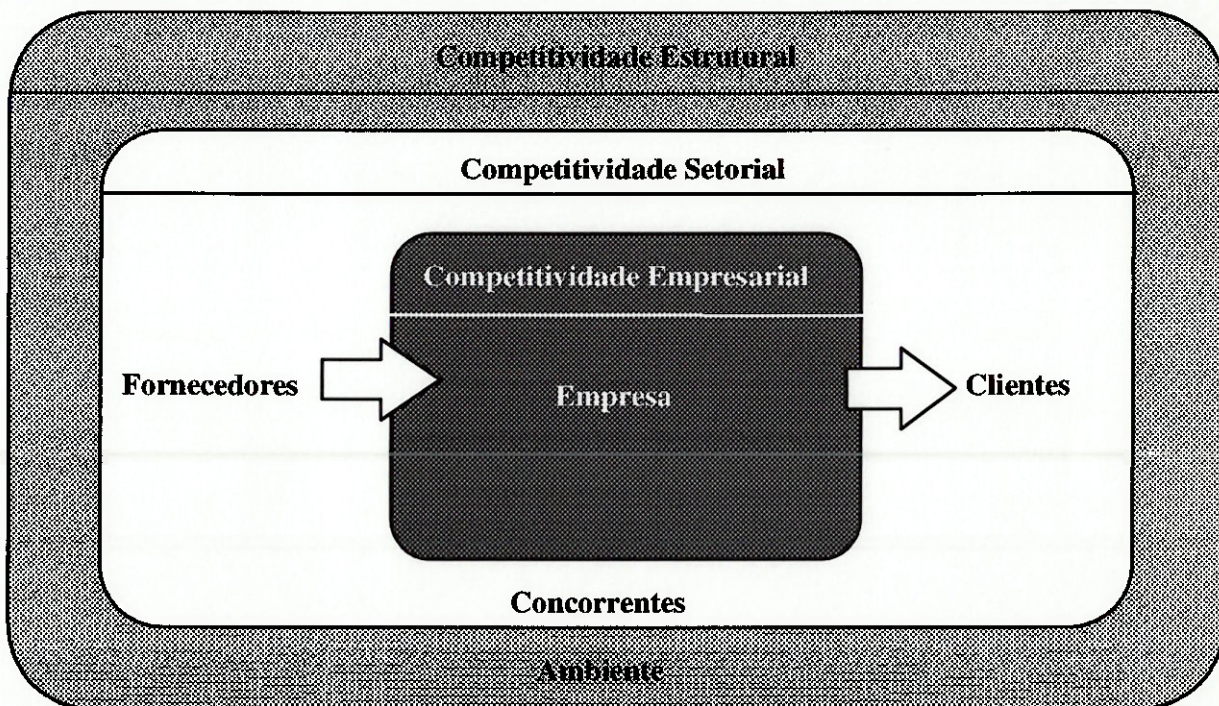 Competitividade Estrutural
Competitividade Setorial
Competitividade Empresarial
Fornecedores
Empresa
Clientes
Concorrentes
Ambiente